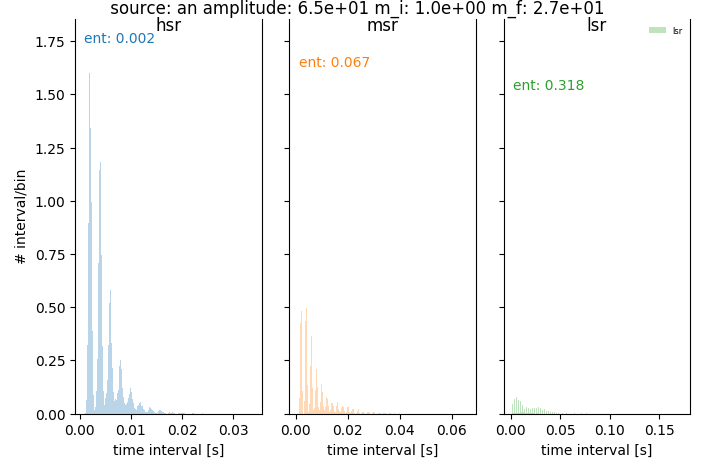 source: an amplitude: 6.5e+01 m_i: 1.0e+00 m_f: 2.7e+01
hsr
msr
lsr
lsr
ent: 0.002
ent: 0.067
ent: 0.318
# interval/bin
1.75
1.50
1.25
1.00
0.75
0.50
0.25
0.00
0.00 0.01 0.02 0.03
0.00 0.02 0.04 0.06
0.00 0.05 0.10 0.15
time interval [s]
time interval [s]
time interval [s]